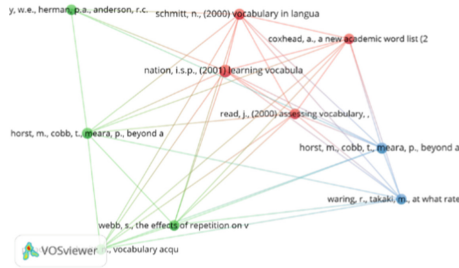 y, w.e., herman, p.a., anderson, r.c.
schmitt, n., (2000) vocabulary in langua
coxhead, a., a new academic word list (2
nation, i.s.p., (2001) learning vocabula
read, j., (2000) assessing vocabulary, ,
horst, m., cobb, t., meara, p., beyond a
horst, m., cobb, t., meara, p., beyond a
waring, r., takaki, m., at what rate
webb, s., the effects of repetition on v
VOSviewer
, vocabulary acqu